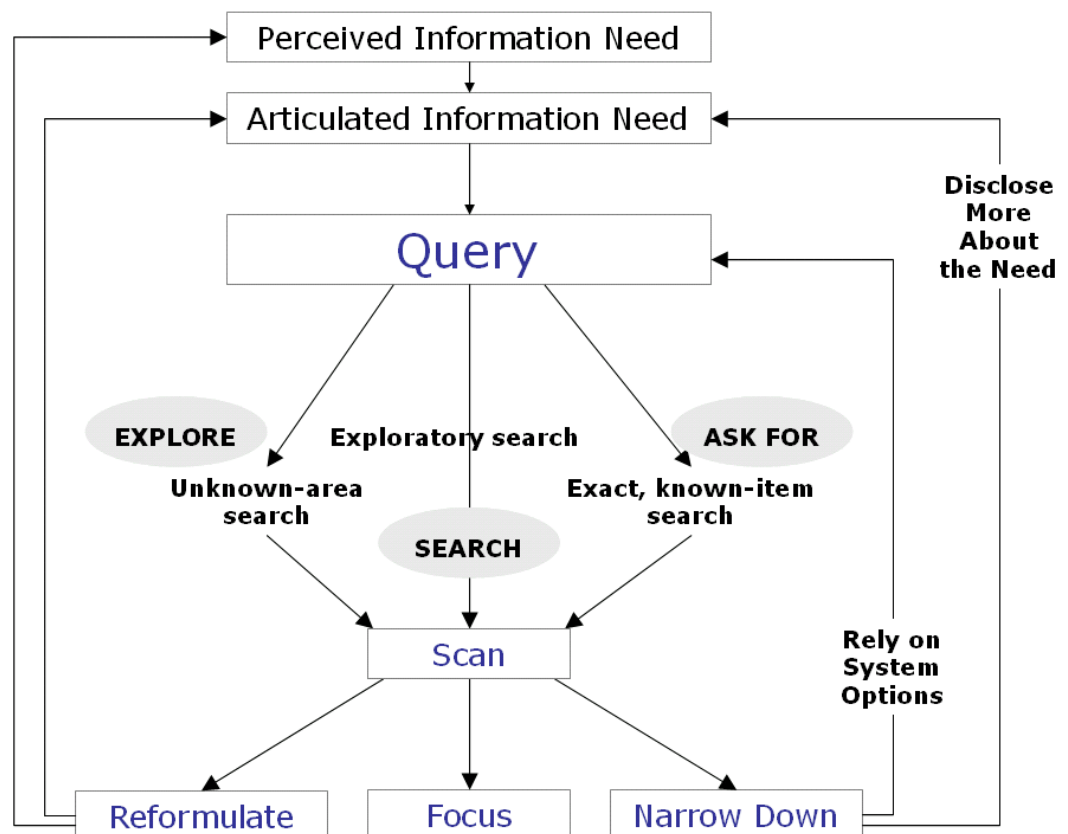 Perceived Information Need
Articulated Information Need
Disclose
More
About
the Need
Query
EXPLORE
Exploratory search
ASK FOR
Unknown-area
search
Exact, known-item
search
SEARCH
Scan
Rely on
System
Options
Reformulate
Focus
Narrow Down